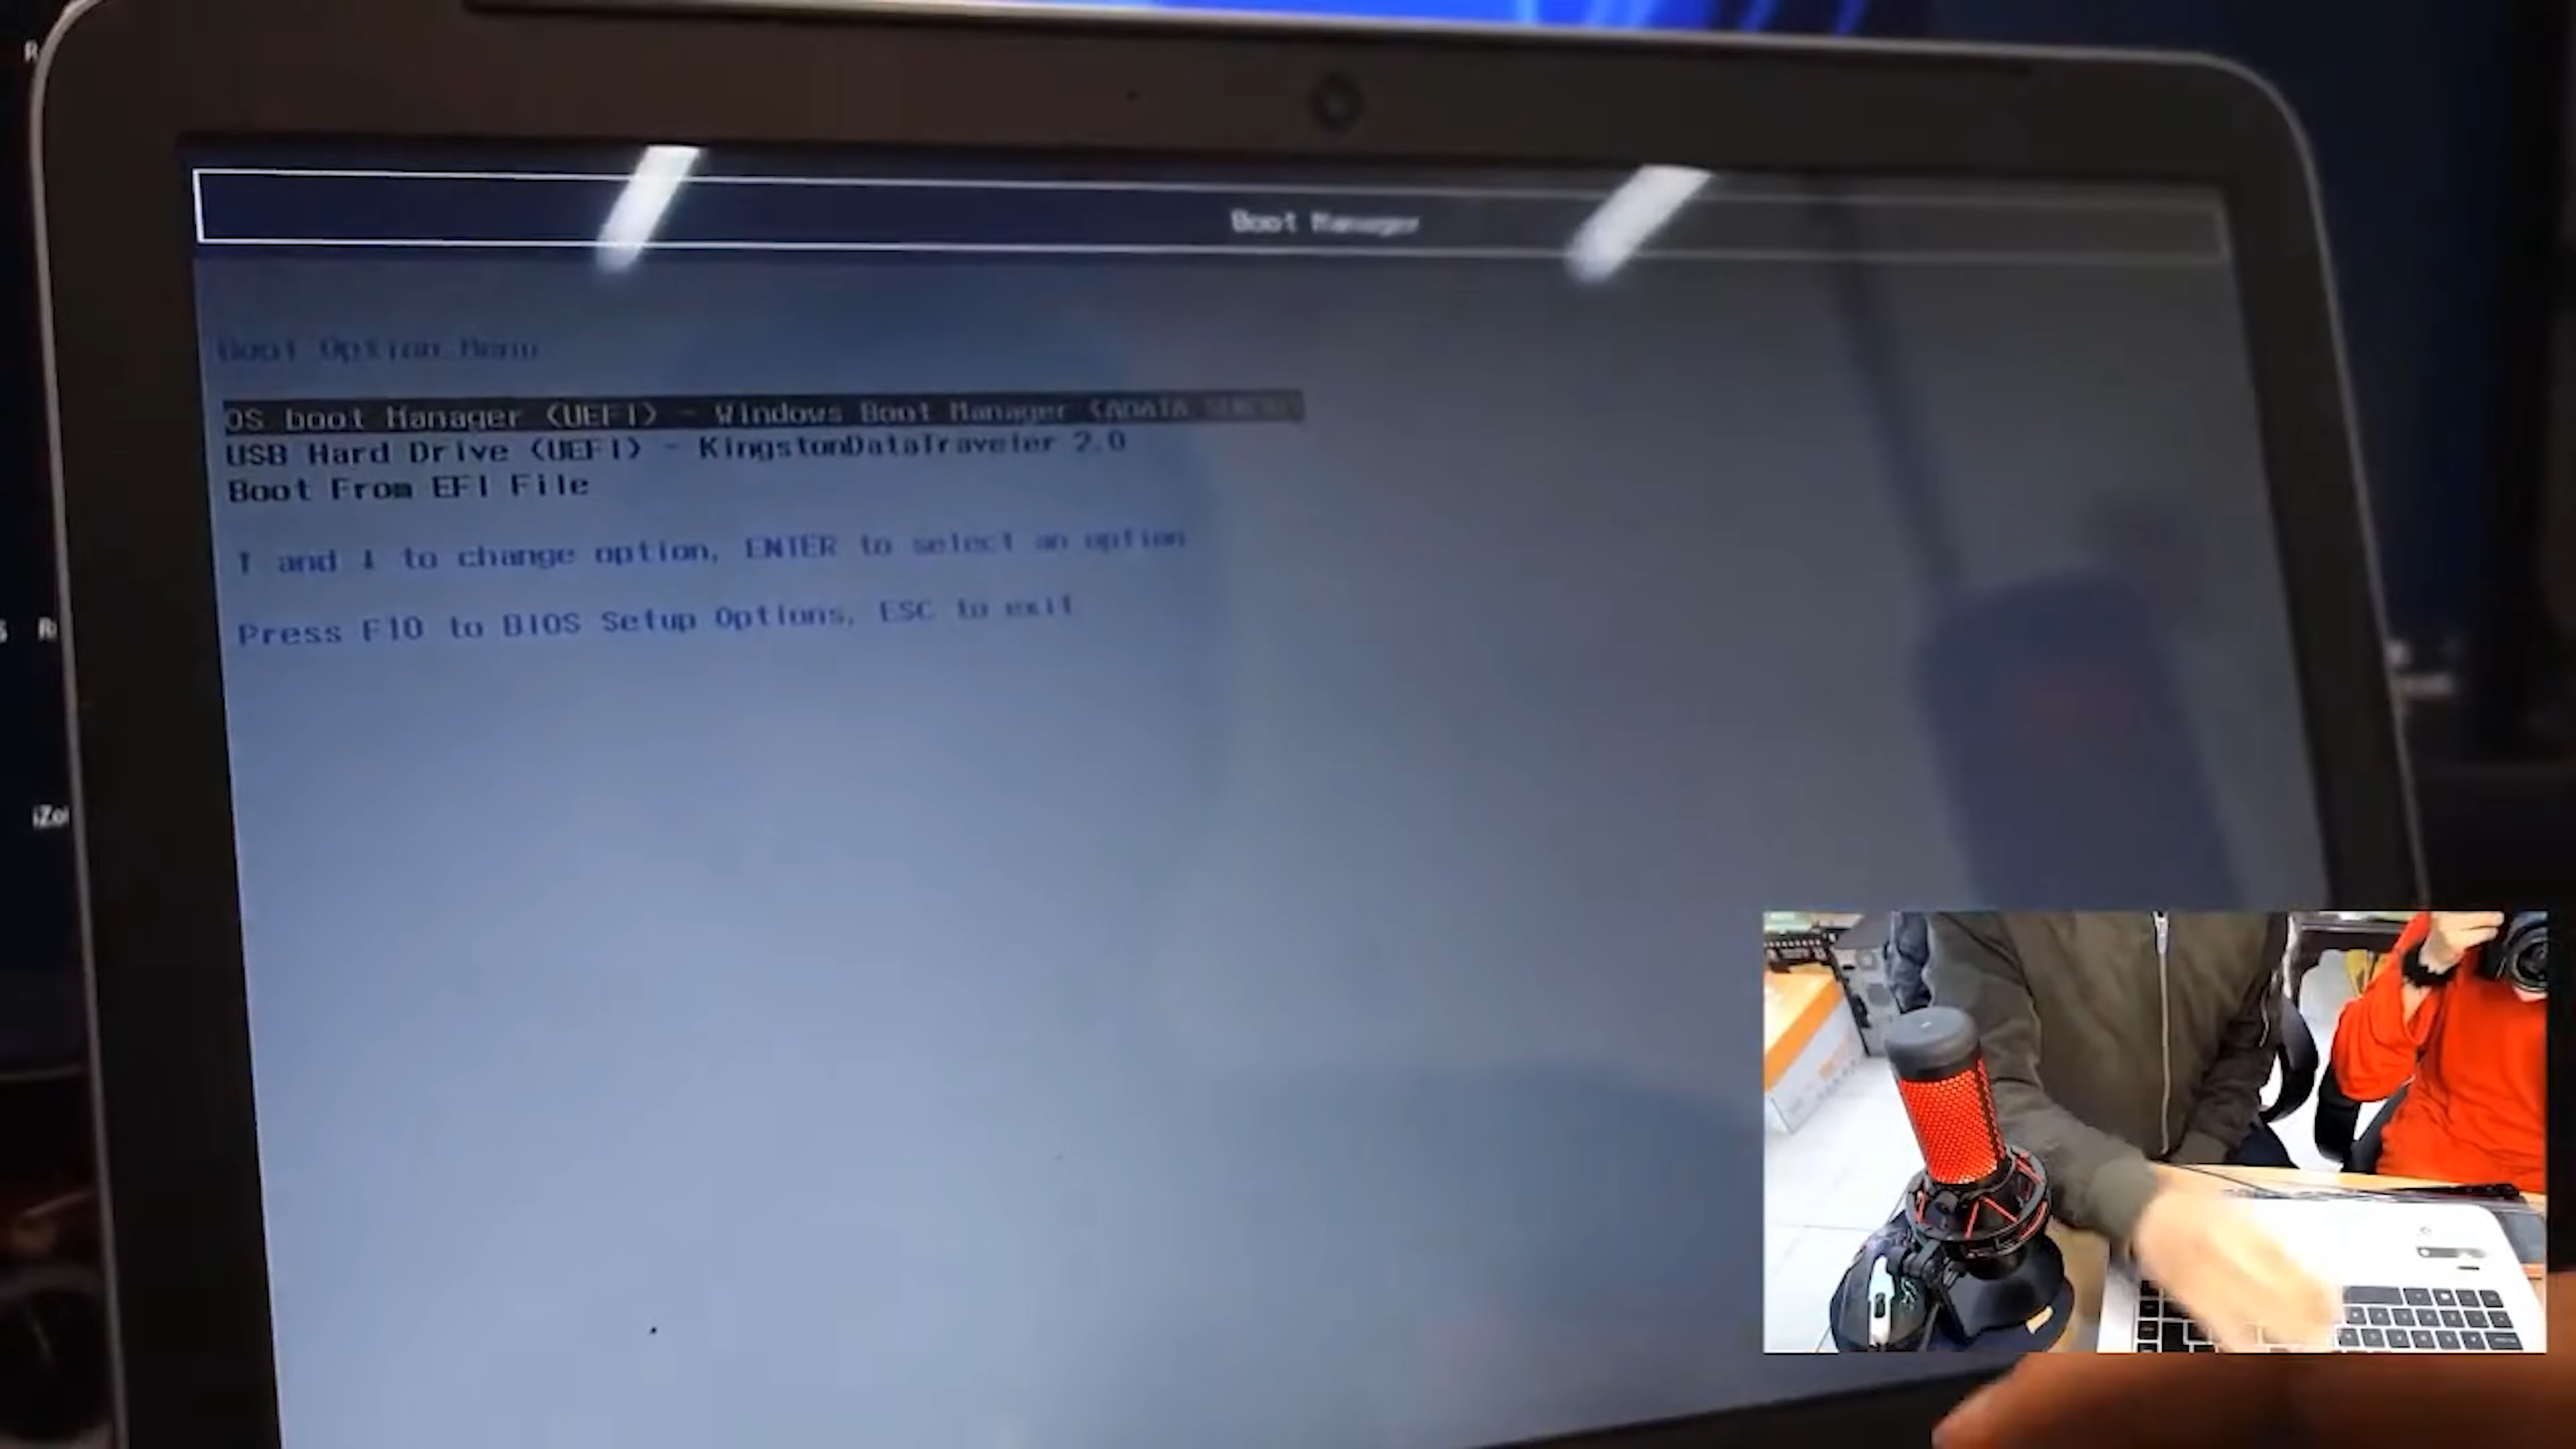 Boot Manager
Boot Option Menu
OS boot Manager (UEFI) - Windows Boot Manager (ADATA
USB Hard Drive (UEFI) - KingstonDataTraveler 2.0
Boot From EFI File
↑ and ↓ to change option, ENTER to select an option
Press F10 to BIOS Setup Options, ESC to exit